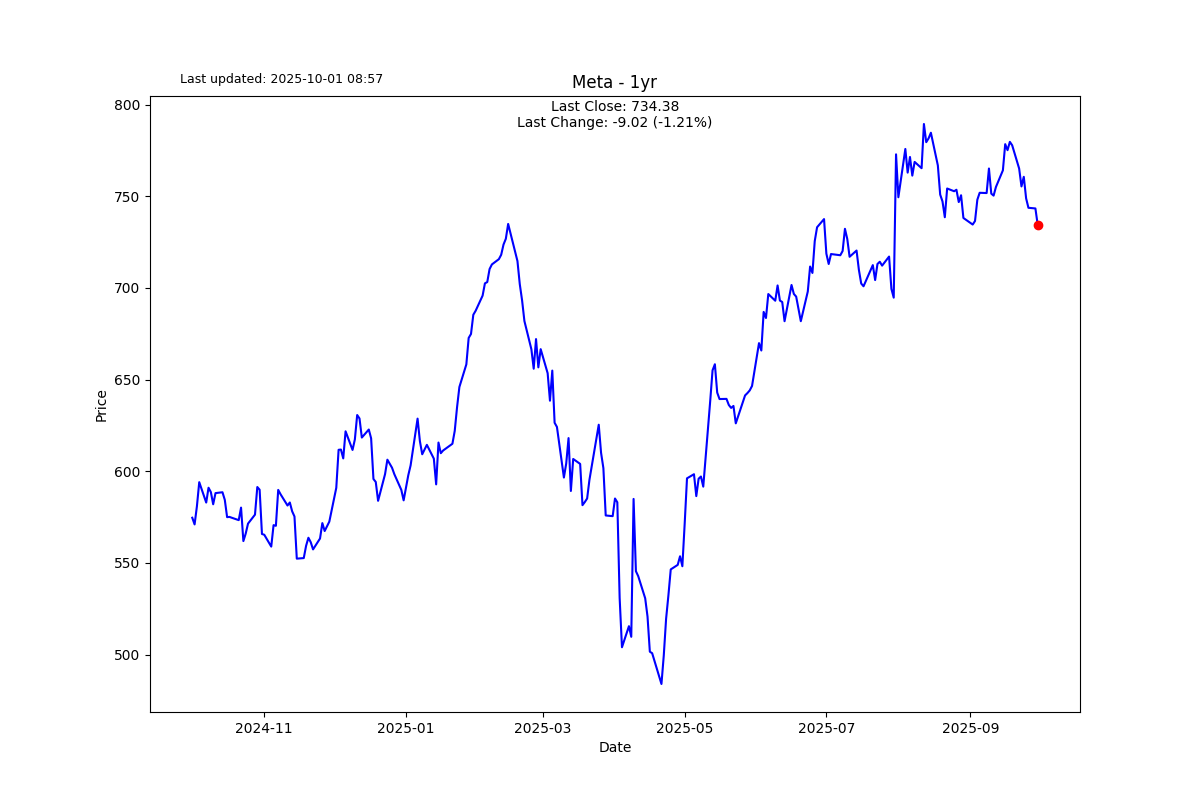 Last updated: 2025-10-01 08:57
Meta - 1yr
Last Close: 734.38
Last Change: -9.02 (-1.21%)
800
750
700
650
600
550
500
Price
2024-11
2025-01
2025-03
2025-05
2025-07
2025-09
Date